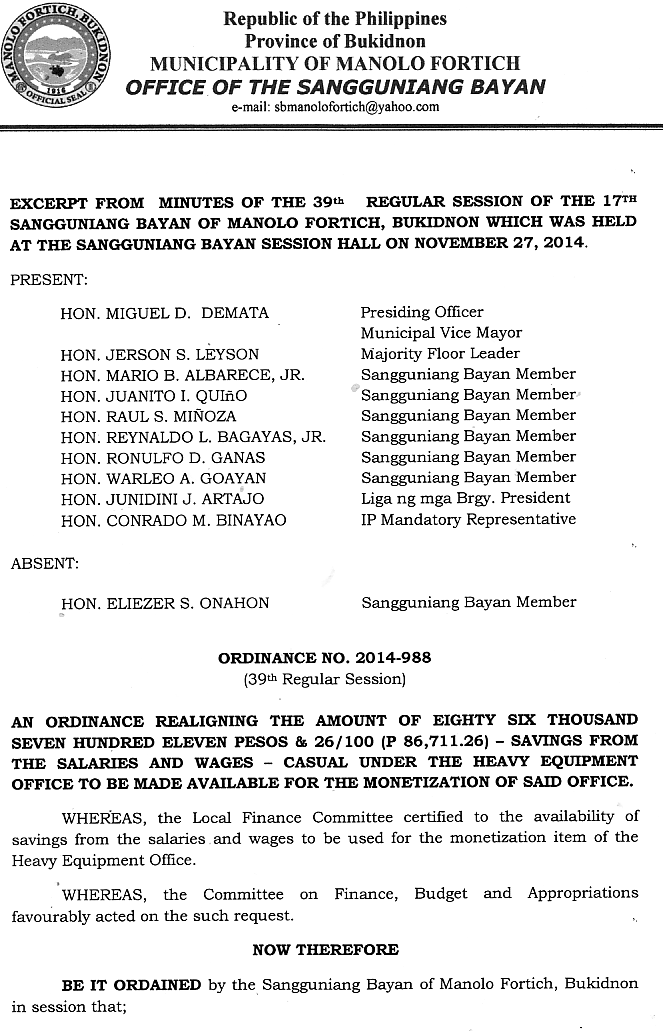 MANOLO FORTICH, BUKIDNON
1914
OFFICIAL SEAL
Republic of the Philippines
Province of Bukidnon
MUNICIPALITY OF MANOLO FORTICH
OFFICE OF THE SANGGUNIANG BAYAN
e-mail: sbmanolofortich@yahoo.com
EXCERPT FROM MINUTES OF THE 39th REGULAR SESSION OF THE 17TH
SANGGUNIANG BAYAN OF MANOLO FORTICH, BUKIDNON WHICH WAS HELD
AT THE SANGGUNIANG BAYAN SESSION HALL ON NOVEMBER 27, 2014.
PRESENT:
HON. MIGUEL D. DEMATA Presiding Officer
Municipal Vice Mayor
HON. JERSON S. LEYSON Majority Floor Leader
HON. MARIO B. ALBARECE, JR. Sangguniang Bayan Member
HON. JUANITO I. QUIñO Sangguniang Bayan Member
HON. RAUL S. MIÑOZA Sangguniang Bayan Member
HON. REYNALDO L. BAGAYAS, JR. Sangguniang Bayan Member
HON. RONULFO D. GANAS Sangguniang Bayan Member
HON. WARLEO A. GOAYAN Sangguniang Bayan Member
HON. JUNIDINI J. ARTAJO Liga ng mga Brgy. President
HON. CONRADO M. BINAYAO IP Mandatory Representative
ABSENT:
HON. ELIEZER S. ONAHON Sangguniang Bayan Member
ORDINANCE NO. 2014-988
(39th Regular Session)
AN ORDINANCE REALIGNING THE AMOUNT OF EIGHTY SIX THOUSAND
SEVEN HUNDRED ELEVEN PESOS & 26/100 (P 86,711.26) – SAVINGS FROM
THE SALARIES AND WAGES – CASUAL UNDER THE HEAVY EQUIPMENT
OFFICE TO BE MADE AVAILABLE FOR THE MONETIZATION OF SAID OFFICE.
WHEREAS, the Local Finance Committee certified to the availability of
savings from the salaries and wages to be used for the monetization item of the
Heavy Equipment Office.
WHEREAS, the Committee on Finance, Budget and Appropriations
favourably acted on the such request.
NOW THEREFORE
BE IT ORDAINED by the Sangguniang Bayan of Manolo Fortich, Bukidnon
in session that;